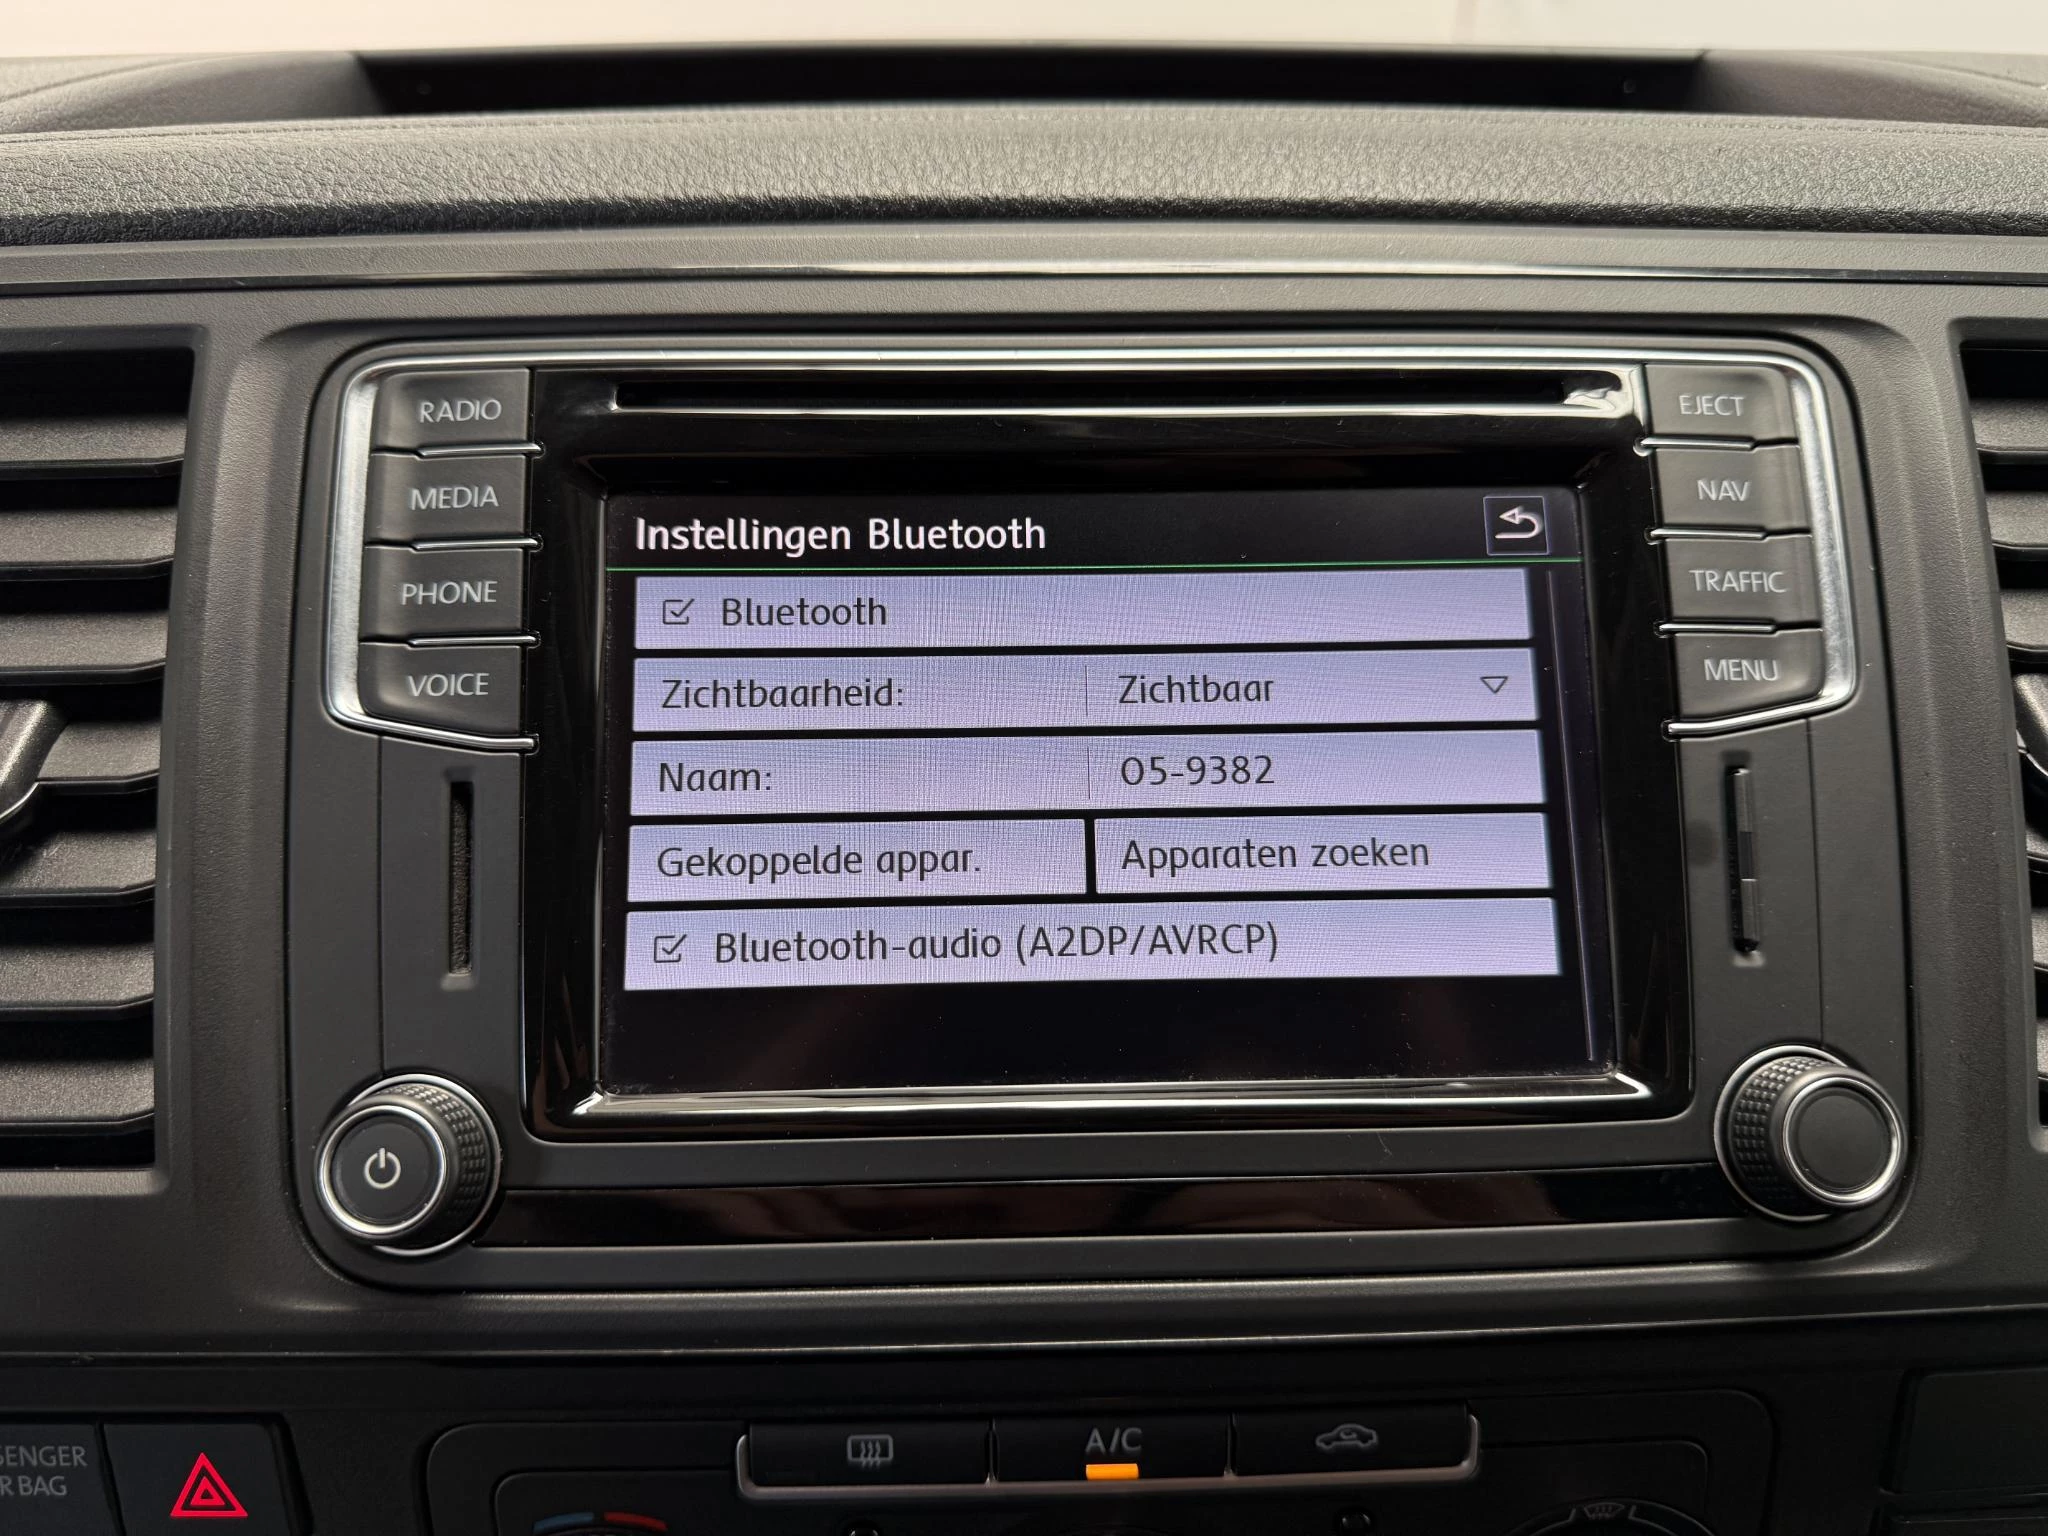 RADIO
MEDIA
PHONE
VOICE
EJECT
NAV
TRAFFIC
MENU
Instellingen Bluetooth
Bluetooth
Zichtbaarheid: Zichtbaar
Naam: O5-9382
Gekoppelde appar. Apparaten zoeken
Bluetooth-audio (A2DP/AVRCP)
A/C